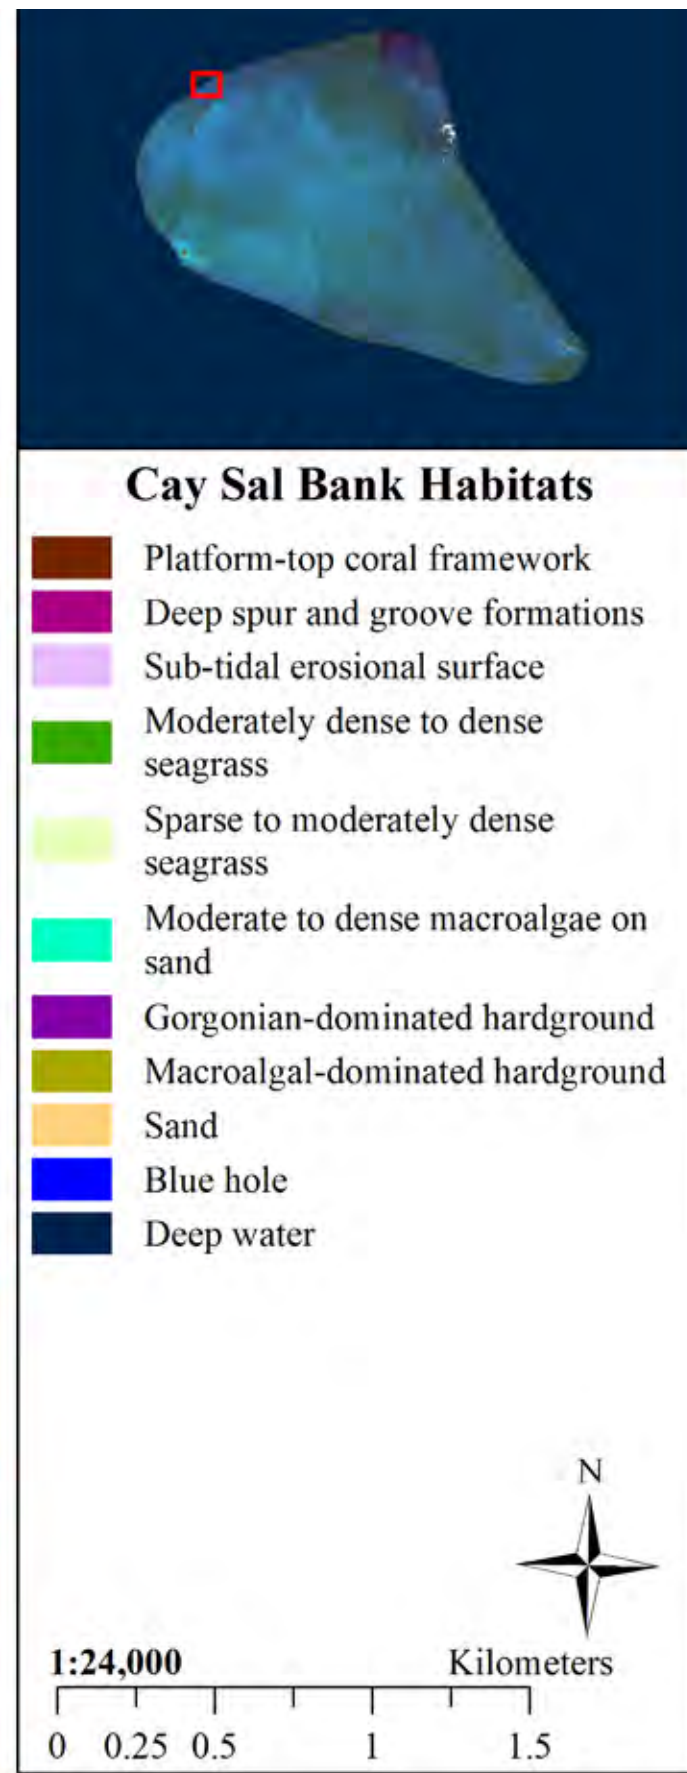 Cay Sal Bank Habitats
Platform-top coral framework
Deep spur and groove formations
Sub-tidal erosional surface
Moderately dense to dense
seagrass
Sparse to moderately dense
seagrass
Moderate to dense macroalgae on
sand
Gorgonian-dominated hardground
Macroalgal-dominated hardground
Sand
Blue hole
Deep water
N
1:24,000 Kilometers
0 0.25 0.5 1 1.5